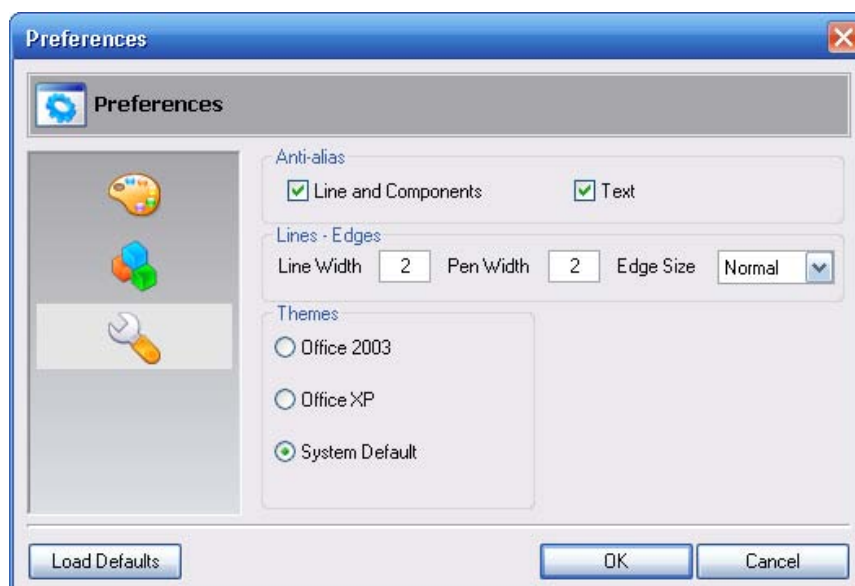 Preferences
Preferences
Anti-alias
Line and Components Text
Lines - Edges
Line Width 2 Pen Width 2 Edge Size Normal
Themes
Office 2003
Office XP
System Default
Load Defaults OK Cancel